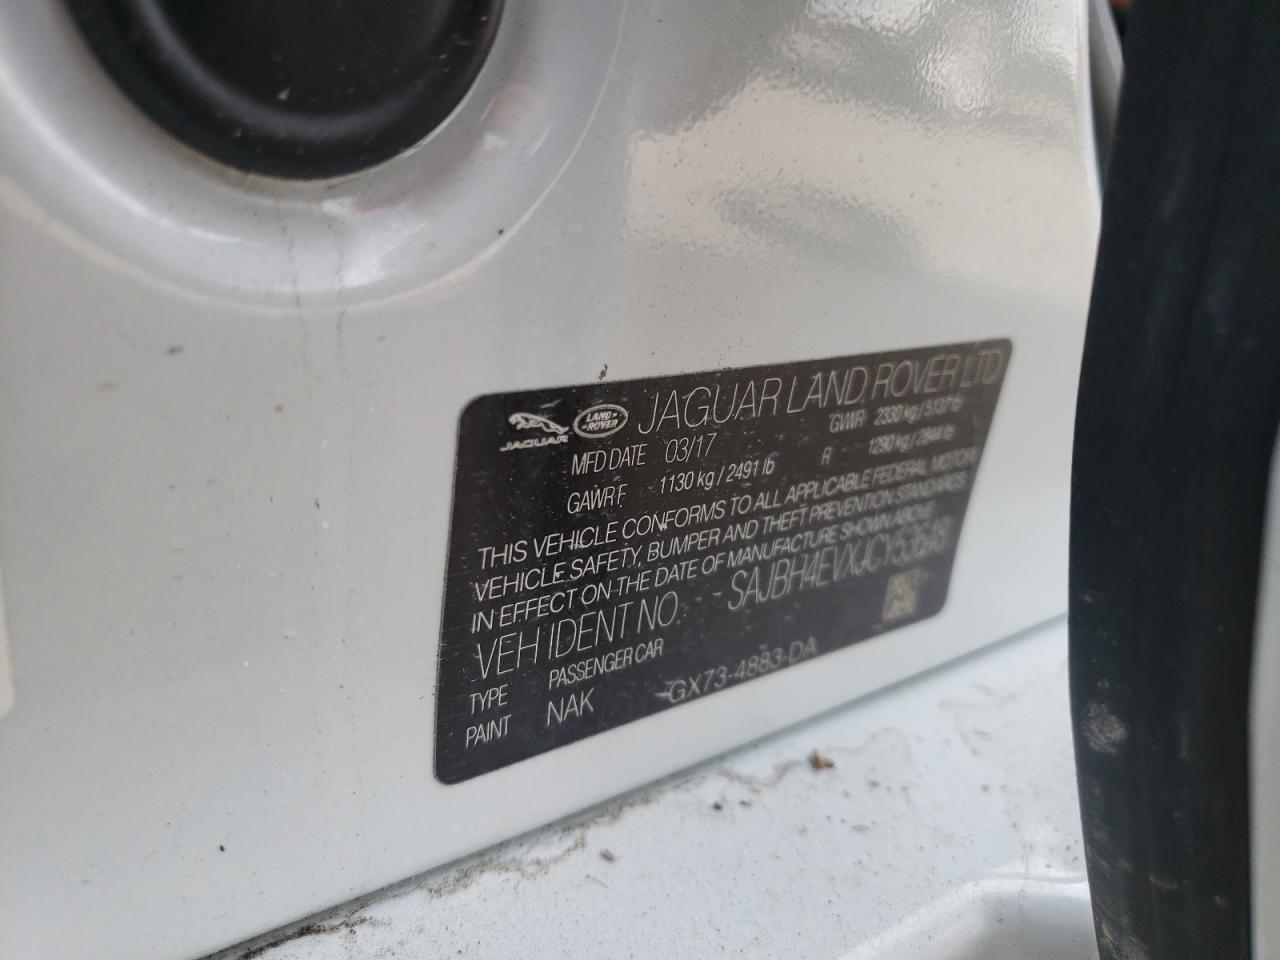 JAGUAR LAND-ROVER JAGUAR LAND ROVER LTD
MFD DATE 03/17 GVWR 2330 kg / 5137 lb
GAWR F 1130 kg / 2491 lb R 1290 kg / 2844 lb
THIS VEHICLE CONFORMS TO ALL APPLICABLE FEDERAL MOTOR
VEHICLE SAFETY, BUMPER AND THEFT PREVENTION STANDARDS
IN EFFECT ON THE DATE OF MANUFACTURE SHOWN ABOVE
VEH IDENT NO.
TYPE PASSENGER CAR
PAINT NAK GX73-4883-DA